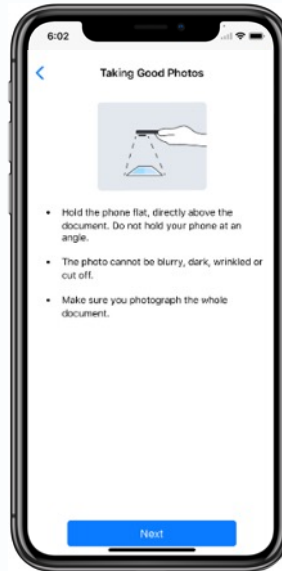 6:02
Taking Good Photos
• Hold the phone flat, directly above the
document. Do not hold your phone at an
angle.
• The photo cannot be blurry, dark, wrinkled or
cut off.
• Make sure you photograph the whole
document.
Next